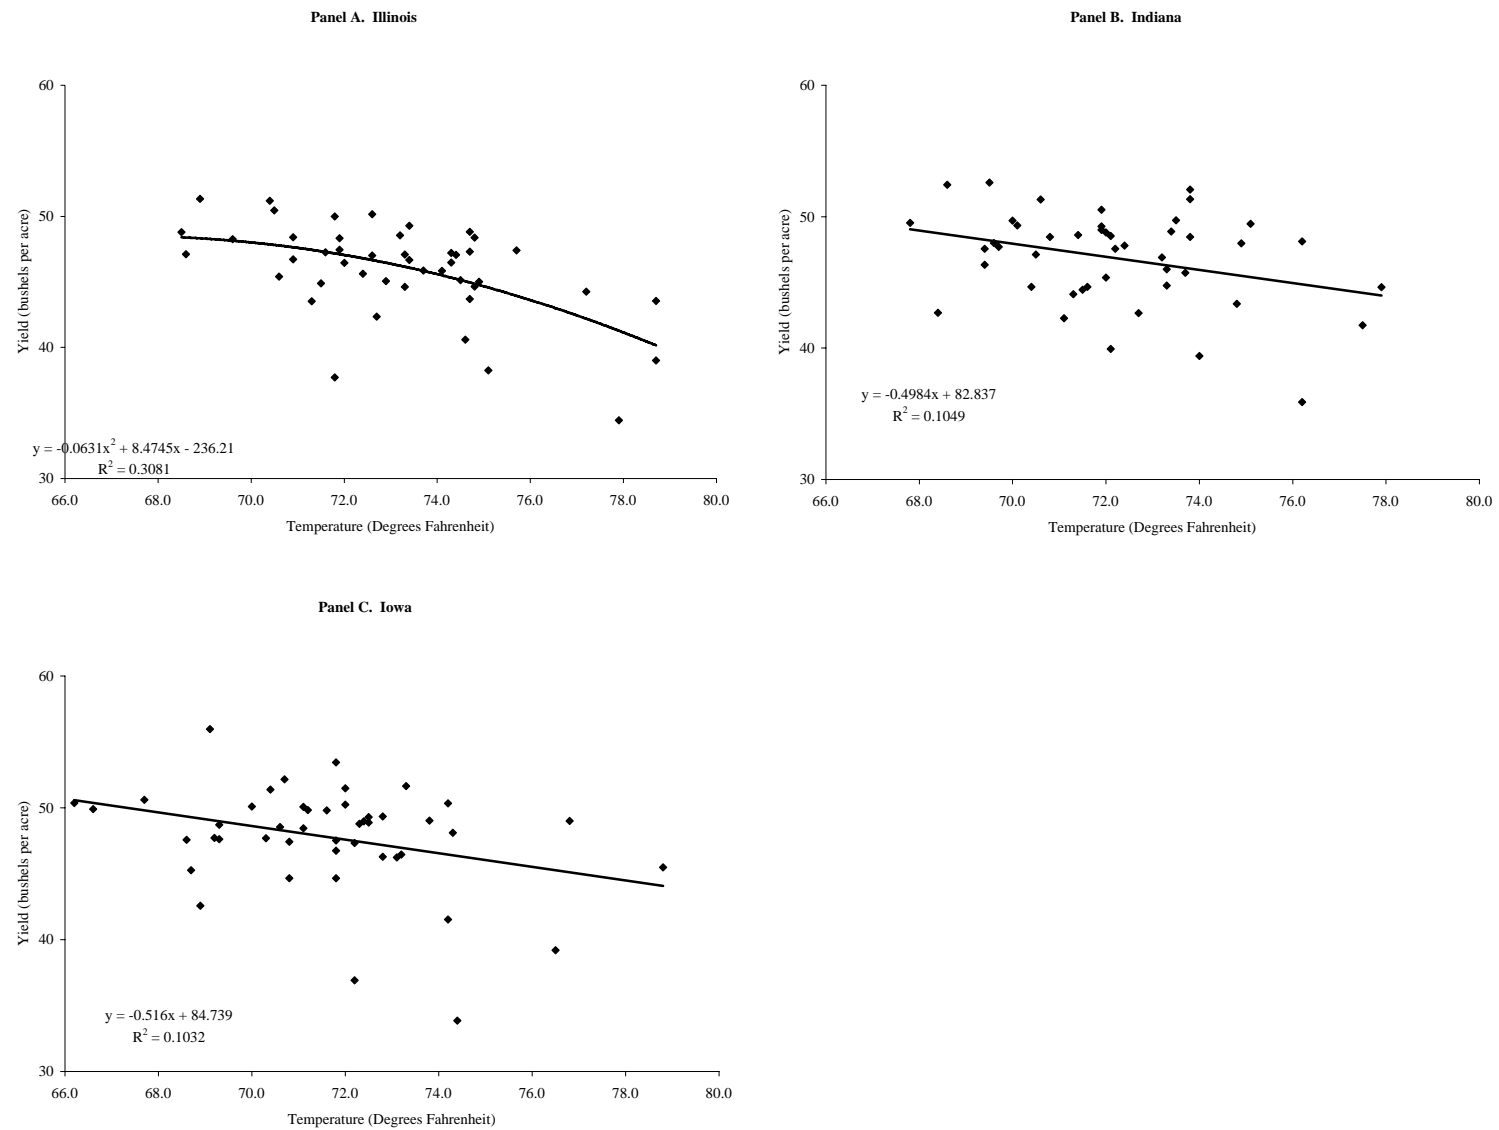 Panel A.  Illinois
60
50
40
30
Yield (bushels per acre)
y = -0.0631x² + 8.4745x - 236.21
R² = 0.3081
66.0 68.0 70.0 72.0 74.0 76.0 78.0 80.0
Temperature (Degrees Fahrenheit)
Panel B.  Indiana
60
50
40
30
Yield (bushels per acre)
y = -0.4984x + 82.837
R² = 0.1049
66.0 68.0 70.0 72.0 74.0 76.0 78.0 80.0
Temperature (Degrees Fahrenheit)
Panel C.  Iowa
60
50
40
30
Yield (bushels per acre)
y = -0.516x + 84.739
R² = 0.1032
66.0 68.0 70.0 72.0 74.0 76.0 78.0 80.0
Temperature (Degrees Fahrenheit)